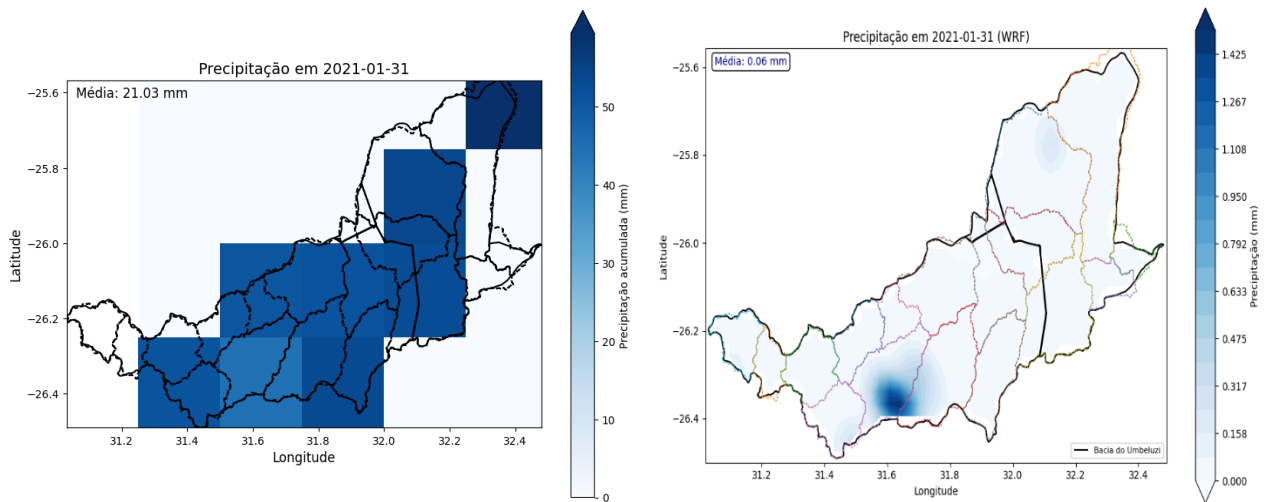 Precipitação em 2021-01-31
Média: 21.03 mm
−25.6
−25.8
−26.0
−26.2
−26.4
Latitude
31.2 31.4 31.6 31.8 32.0 32.2 32.4
Longitude
50
40
30
20
10
0
Precipitação acumulada (mm)
Precipitação em 2021-01-31 (WRF)
Média: 0.06 mm
−25.6
−25.8
−26.0
−26.2
−26.4
Latitude
31.2 31.4 31.6 31.8 32.0 32.2 32.4
Longitude
Bacia do Umbeluzi
1.425
1.267
1.108
0.950
0.792
0.633
0.475
0.317
0.158
0.000
Precipitação (mm)